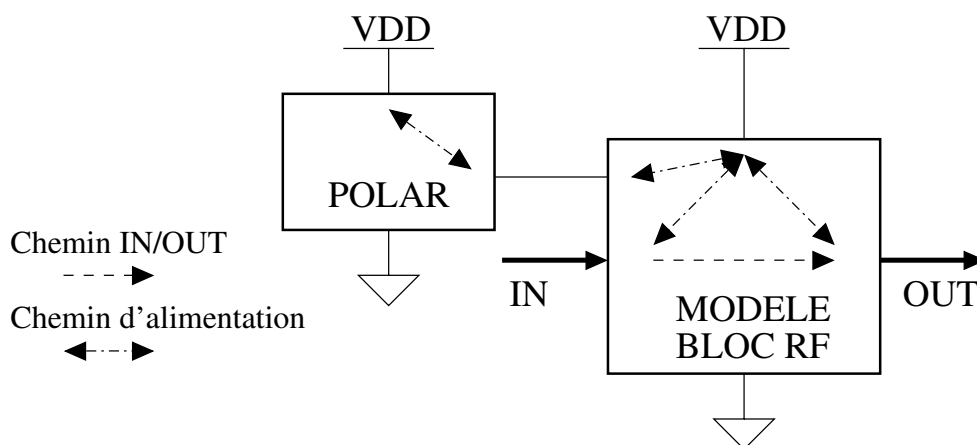 VDD
VDD
POLAR
Chemin IN/OUT
IN
OUT
Chemin d'alimentation
MODELE
BLOC RF